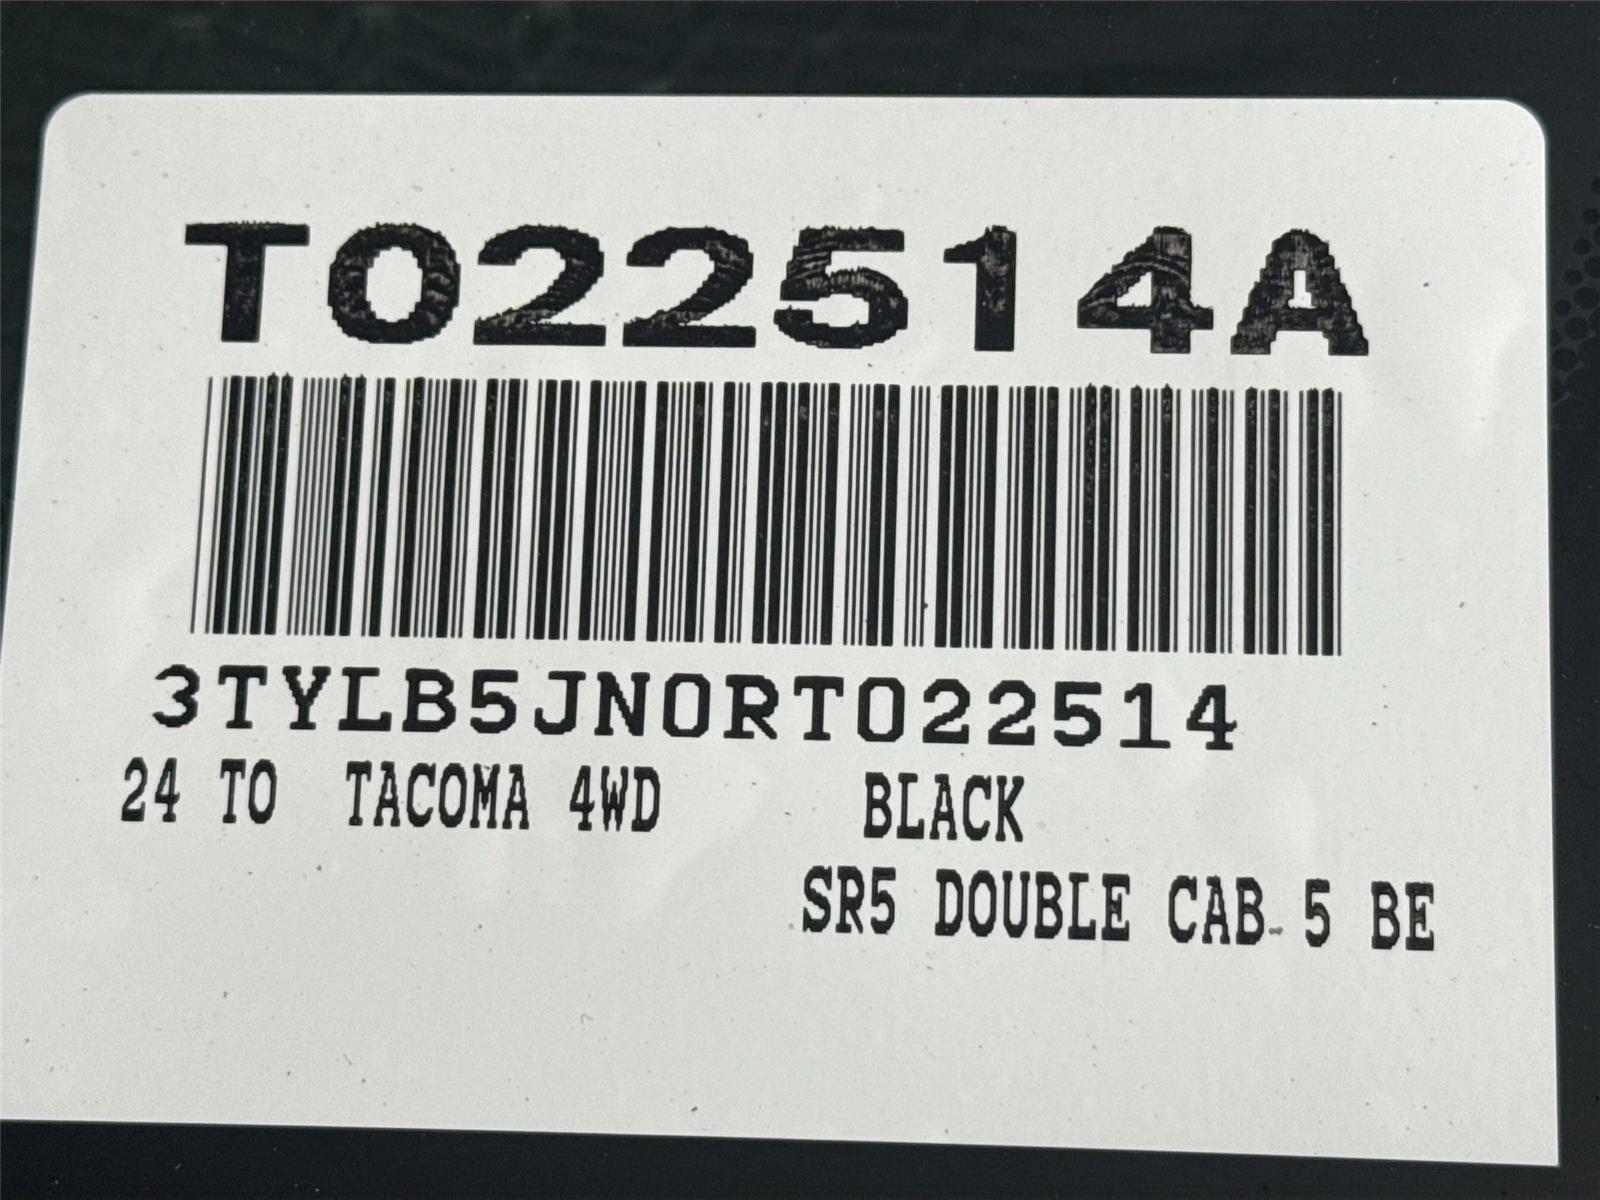 T022514A
3TYLB5JN0RT022514
24 TO TACOMA 4WD BLACK
SR5 DOUBLE CAB 5 BE